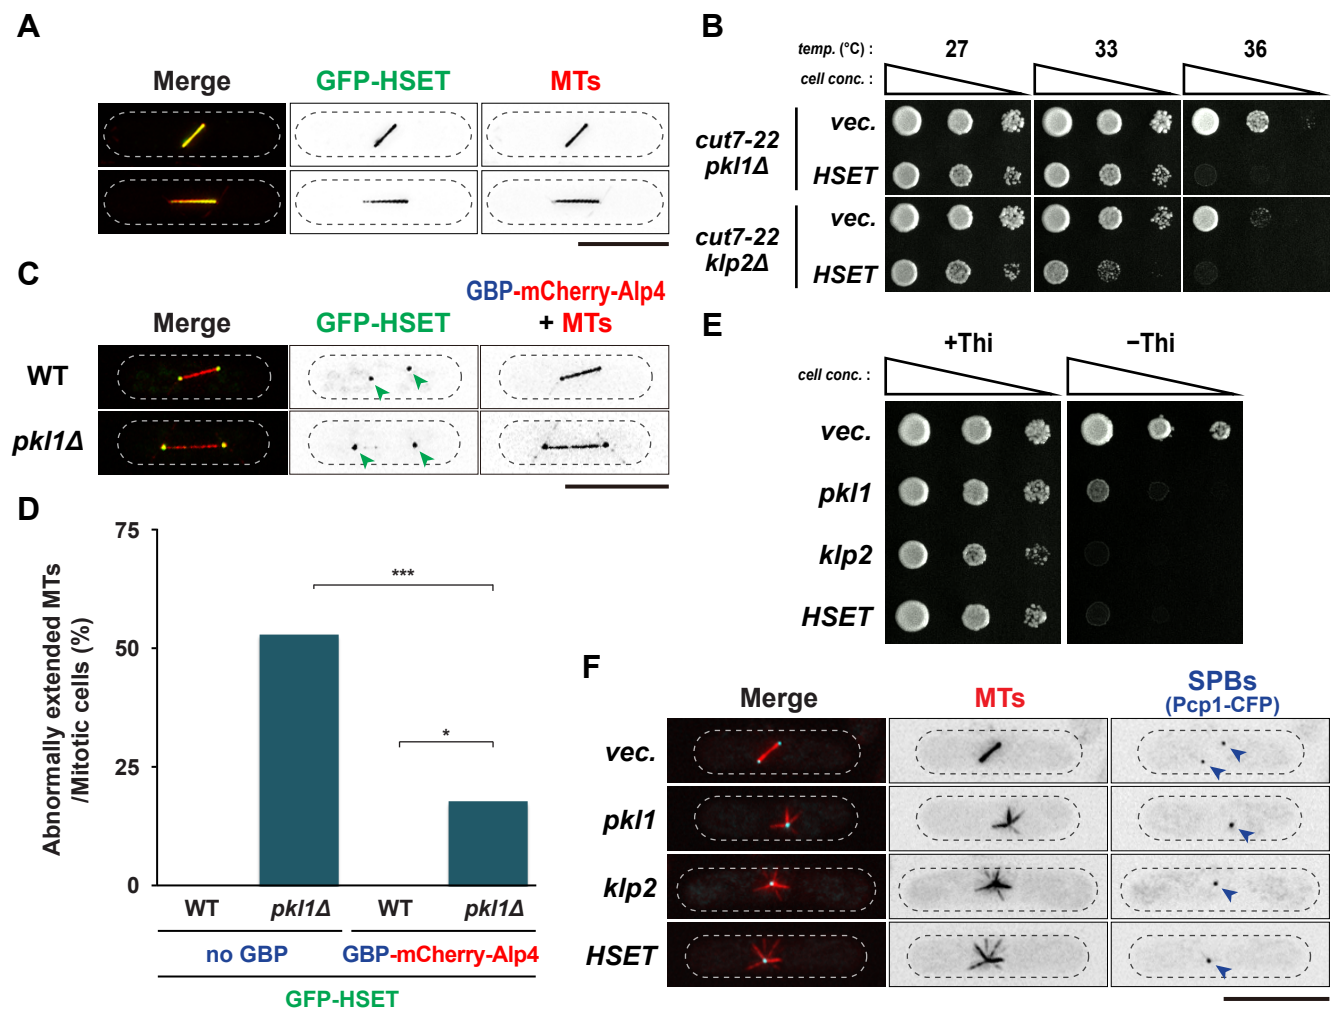 A
Merge
GFP-HSET
MTs
B
temp. (°C) :
27
33
36
cell conc. :
cut7-22
pkl1Δ
vec.
HSET
cut7-22
klp2Δ
vec.
HSET
C
Merge
GFP-HSET
GBP-mCherry-Alp4
+ MTs
WT
pkl1Δ
D
Abnormally extended MTs
/Mitotic cells (%)
75
50
25
0
***
*
WT
pkl1Δ
WT
pkl1Δ
no GBP
GBP-mCherry-Alp4
GFP-HSET
E
+Thi
−Thi
cell conc. :
vec.
pkl1
klp2
HSET
F
Merge
MTs
SPBs
(Pcp1-CFP)
vec.
pkl1
klp2
HSET